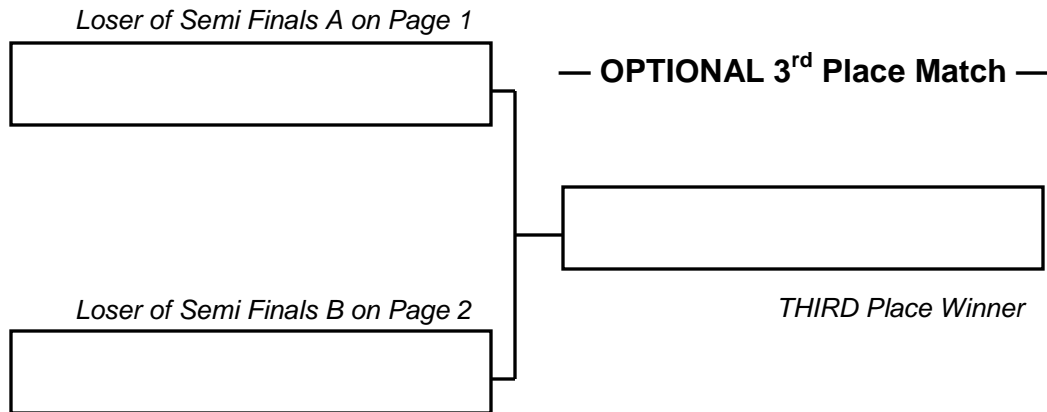 Loser of Semi Finals A on Page 1
— OPTIONAL 3rd Place Match —
Loser of Semi Finals B on Page 2
THIRD Place Winner